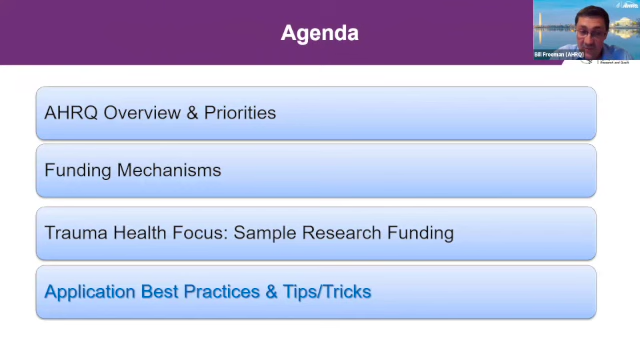 Agenda
Bill Freeman (AHRQ)
AHRQ Overview & Priorities
Funding Mechanisms
Trauma Health Focus: Sample Research Funding
Application Best Practices & Tips/Tricks